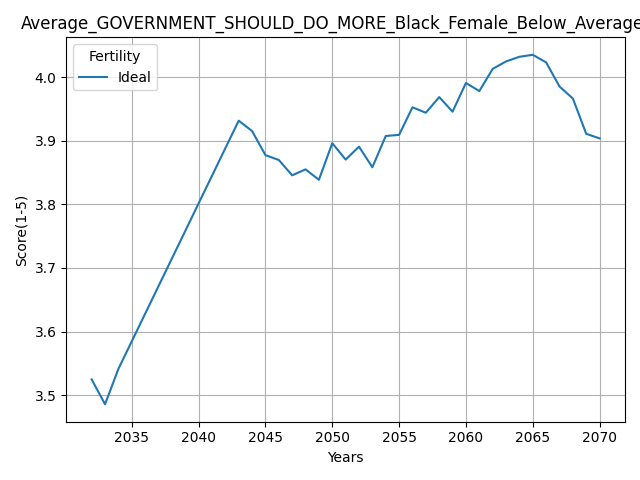 Average_GOVERNMENT_SHOULD_DO_MORE_Black_Female_Below_Average
Fertility
Ideal
4.0
3.9
3.8
3.7
3.6
3.5
Score(1-5)
2035 2040 2045 2050 2055 2060 2065 2070
Years